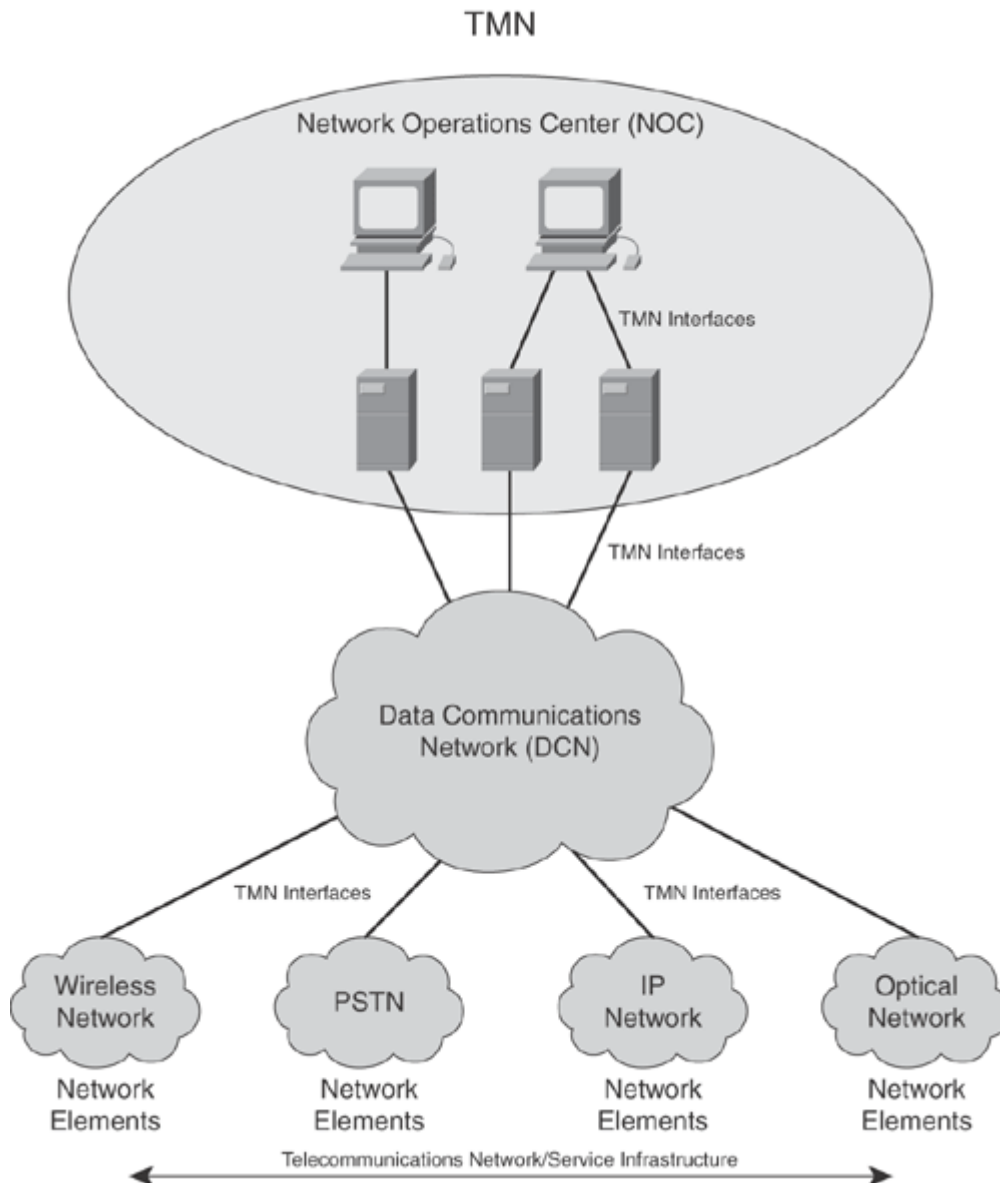 TMN
Network Operations Center (NOC)
TMN Interfaces
TMN Interfaces
Data Communications
Network (DCN)
TMN Interfaces
TMN Interfaces
Wireless
Network
PSTN
IP
Network
Optical
Network
Network
Elements
Network
Elements
Network
Elements
Network
Elements
Telecommunications Network/Service Infrastructure